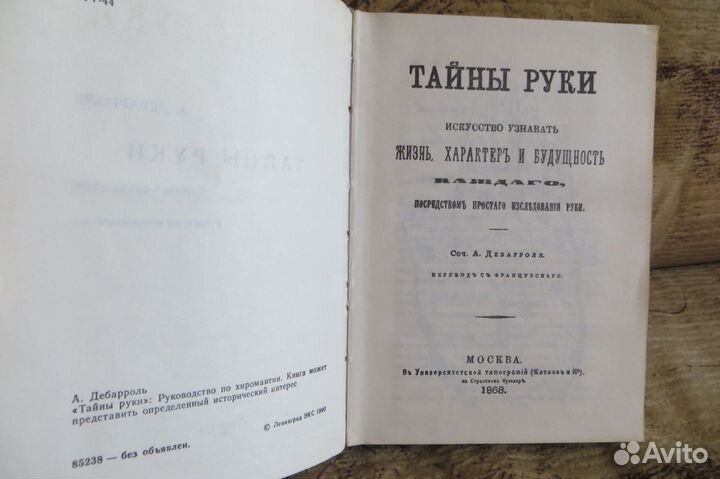 А. Дебарроль
«Тайны руки»: Руководство по хиромантии. Книга может
представить определенный исторический интерес
© Ленинград ЭКС 1990
85238 — без объявл.
ТАЙНЫ РУКИ
ИСКУССТВО УЗНАВАТЬ
ЖИЗНЬ, ХАРАКТЕРЪ И БУДУЩНОСТЬ
КАЖДАГО,
ПОСРЕДСТВОМЪ ПРОСТАГО ИЗСЛѢДОВАНІЯ РУКИ.
Соч. А. Дебарроля.
ПЕРЕВОДЪ СЪ ФРАНЦУЗСКАГО.
МОСКВА.
Въ Университетской типографіи (Катковъ и Ко),
на Страстномъ бульварѣ.
1868.
Avito